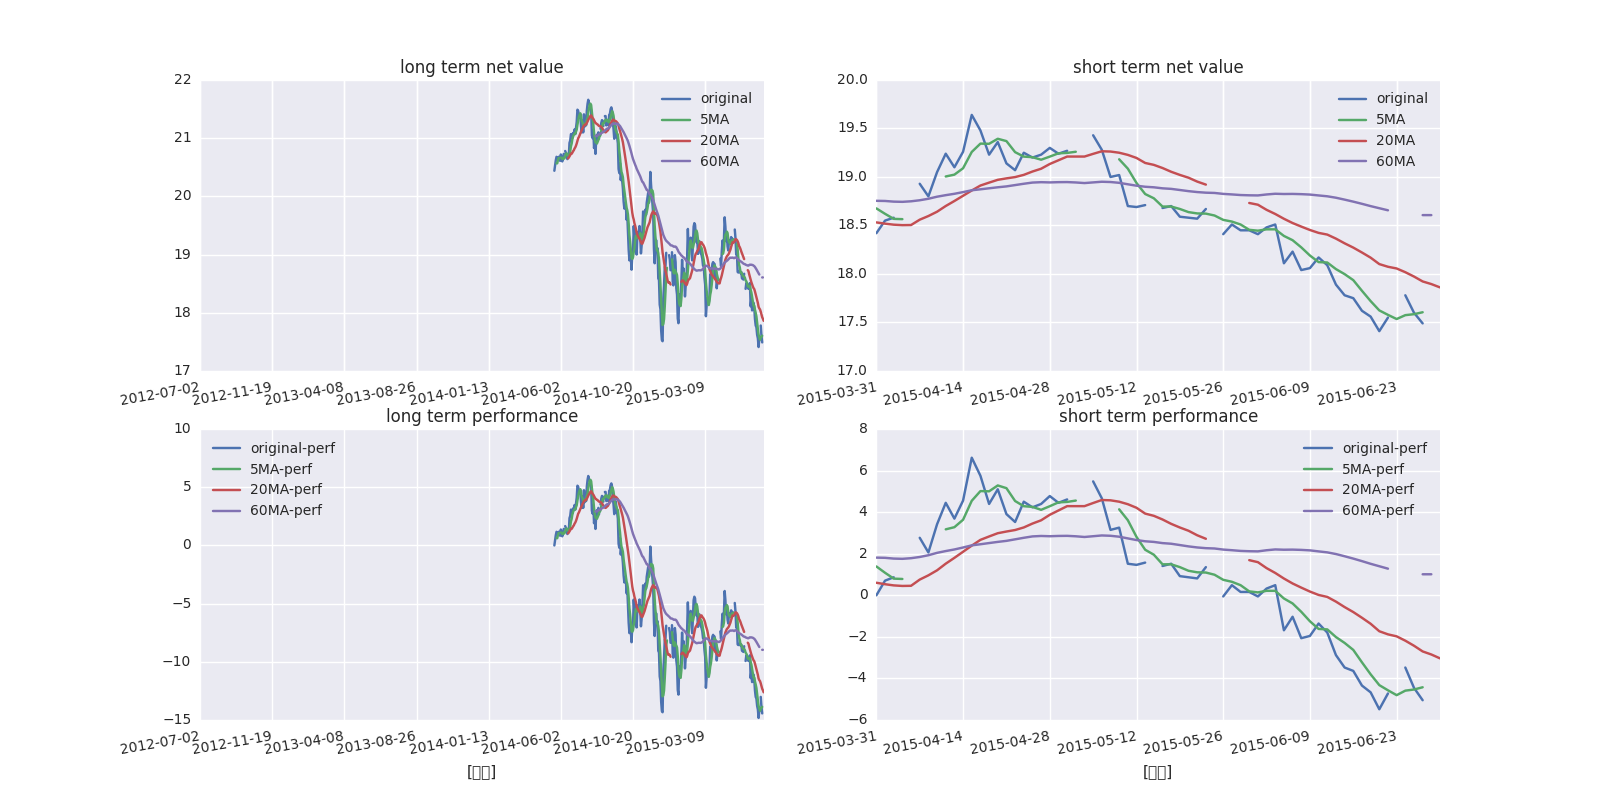 long term net value
22
21
20
19
18
17
original
5MA
20MA
60MA
2012-07-02 2012-11-19 2013-04-08 2013-08-26 2014-01-13 2014-06-02 2014-10-20 2015-03-09
short term net value
20.0
19.5
19.0
18.5
18.0
17.5
17.0
original
5MA
20MA
60MA
2015-03-31 2015-04-14 2015-04-28 2015-05-12 2015-05-26 2015-06-09 2015-06-23
long term performance
10
5
0
−5
−10
−15
original-perf
5MA-perf
20MA-perf
60MA-perf
2012-07-02 2012-11-19 2013-04-08 2013-08-26 2014-01-13 2014-06-02 2014-10-20 2015-03-09
short term performance
8
6
4
2
0
−2
−4
−6
original-perf
5MA-perf
20MA-perf
60MA-perf
2015-03-31 2015-04-14 2015-04-28 2015-05-12 2015-05-26 2015-06-09 2015-06-23